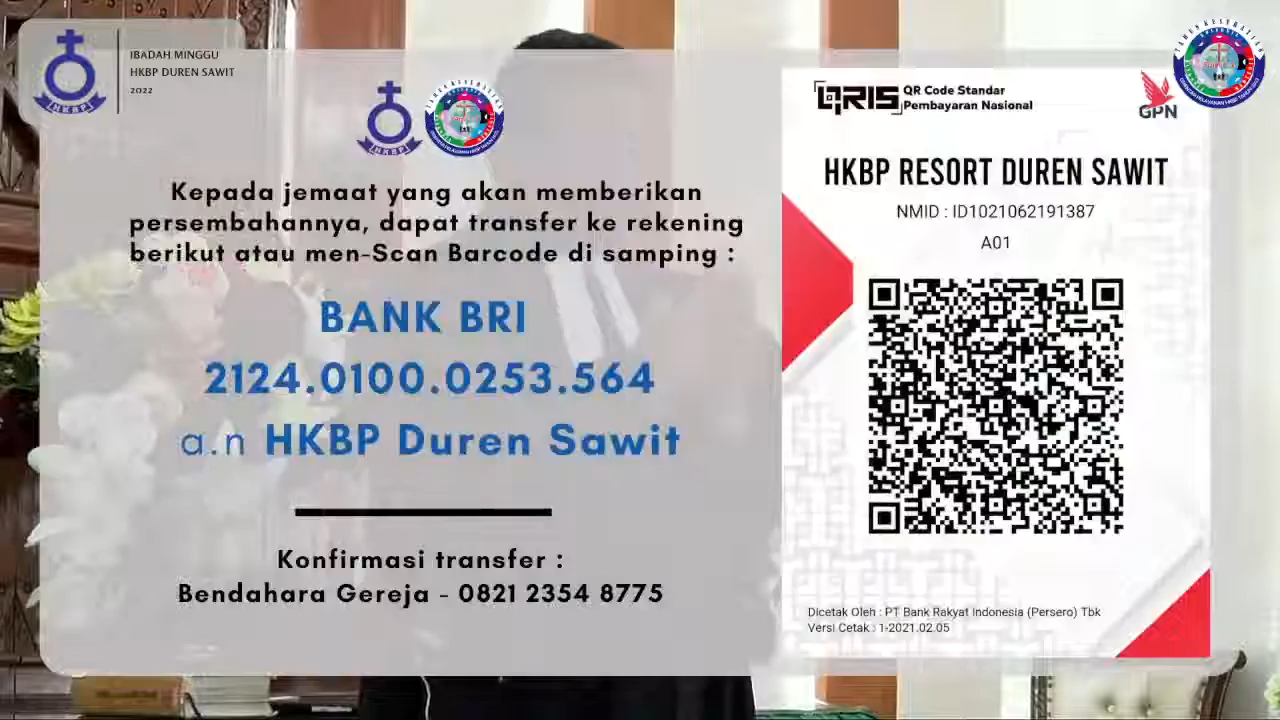 IBADAH MINGGU
HKBP DUREN SAWIT
2022
HKBP
HKBP
Kepada jemaat yang akan memberikan
persembahannya, dapat transfer ke rekening
berikut atau men-Scan Barcode di samping :
BANK BRI
2124.0100.0253.564
a.n HKBP Duren Sawit
Konfirmasi transfer :
Bendahara Gereja - 0821 2354 8775
QRIS
QR Code Standar
Pembayaran Nasional
GPN
HKBP RESORT DUREN SAWIT
NMID : ID1021062191387
A01
Dicetak Oleh : PT Bank Rakyat Indonesia (Persero) Tbk
Versi Cetak : 1-2021.02.05